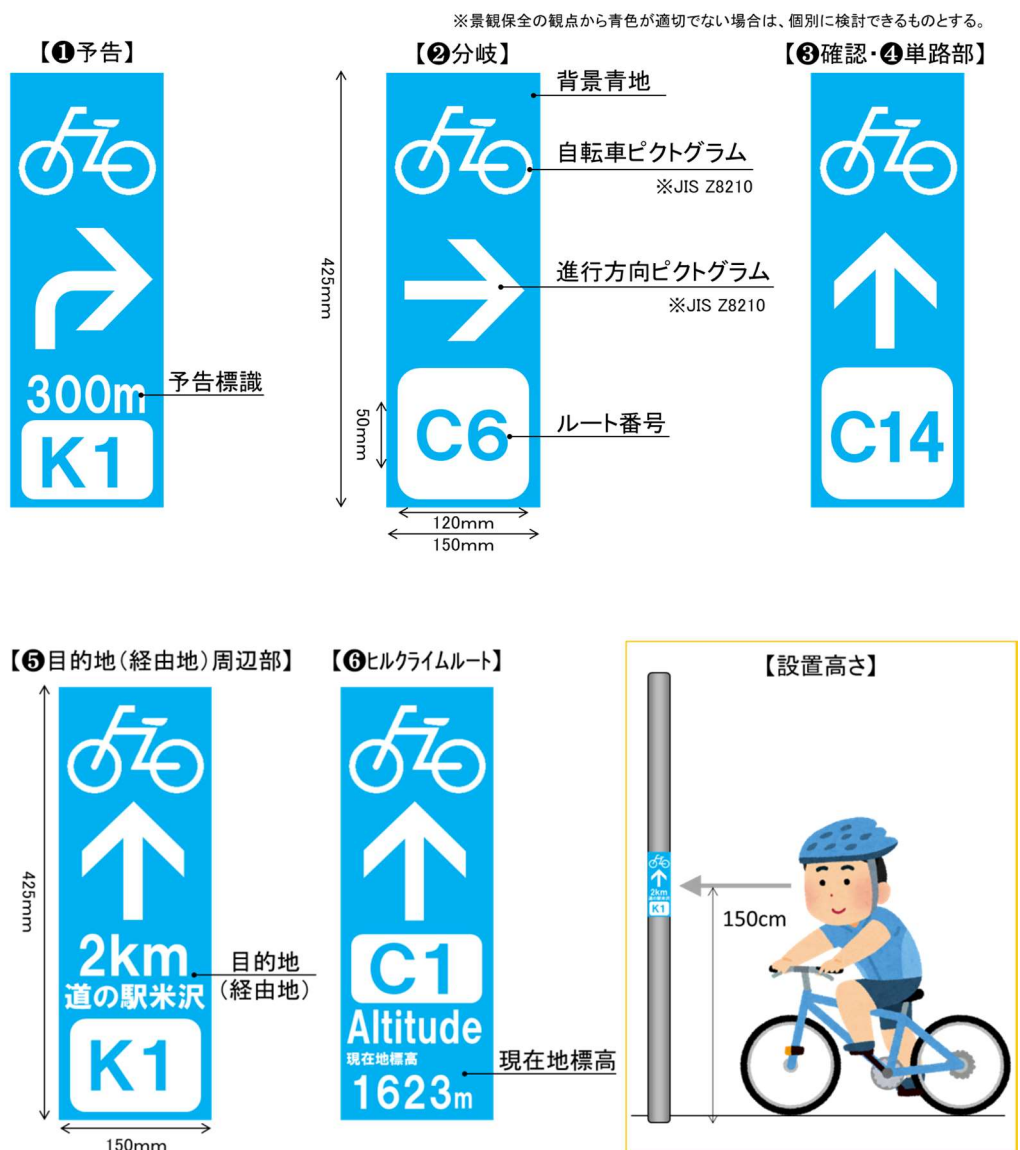 ※景観保全の観点から青色が適切でない場合は、個別に検討できるものとする。
【❶予告】
300m
K1
予告標識
【❷分岐】
425mm
背景青地
自転車ピクトグラム
※JIS Z8210
進行方向ピクトグラム
※JIS Z8210
50mm
C6
ルート番号
120mm
150mm
【❸確認・❹単路部】
C14
【❺目的地(経由地)周辺部】
425mm
2km
道の駅米沢
K1
目的地
(経由地)
150mm
【❻ヒルクライムルート】
C1
Altitude
現在地標高
1623m
現在地標高
【設置高さ】
2km
道の駅米沢
K1
150cm